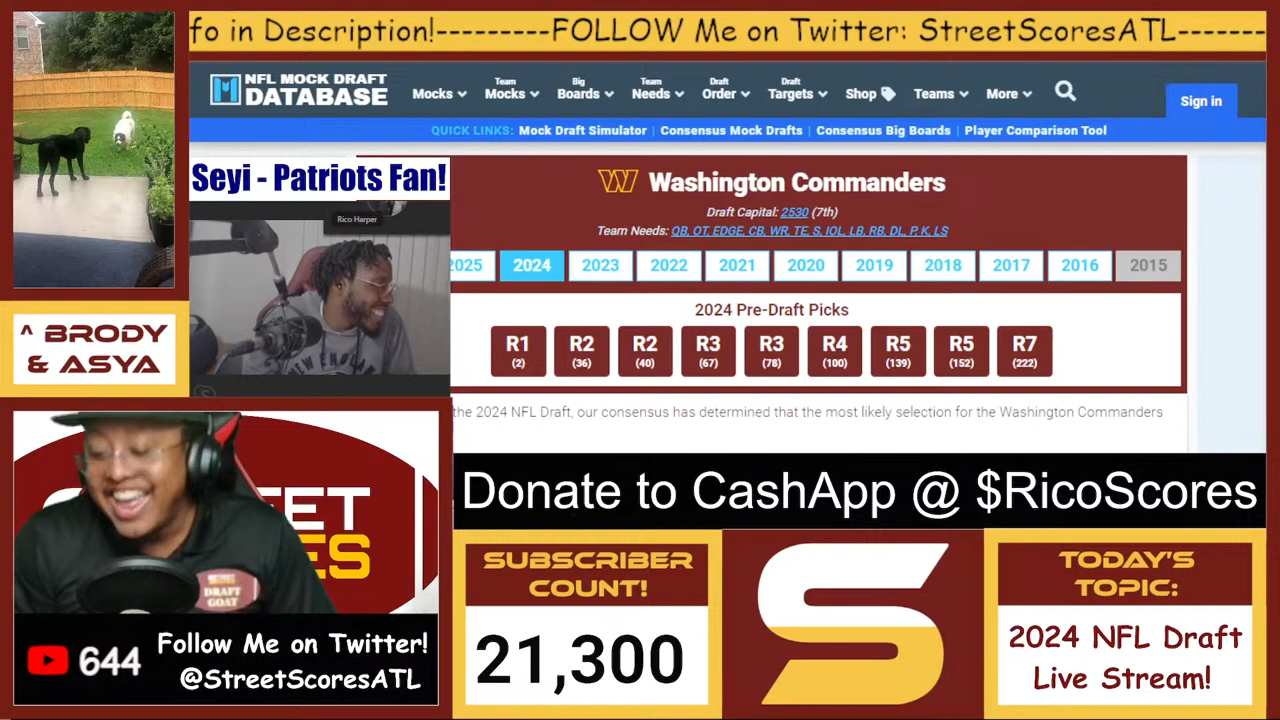 fo in Description!---------FOLLOW Me on Twitter: StreetScoresATL-------
NFL MOCK DRAFT
DATABASE
Mocks
Team
Mocks
Big
Boards
Team
Needs
Draft
Order
Draft
Targets
Shop
Teams
More
Sign in
QUICK LINKS: Mock Draft Simulator | Consensus Mock Drafts | Consensus Big Boards | Player Comparison Tool
Seyi - Patriots Fan!
Rico Harper
NEW ENGLAND
W Washington Commanders
Draft Capital: 2530 (7th)
Team Needs: QB, OT, EDGE, CB, WR, TE, S, IOL, LB, RB, DL, P, K, LS
2025 2024 2023 2022 2021 2020 2019 2018 2017 2016 2015
2024 Pre-Draft Picks
R1 R2 R2 R3 R3 R4 R5 R5 R7
(2) (36) (40) (67) (78) (100) (139) (152) (222)
the 2024 NFL Draft, our consensus has determined that the most likely selection for the Washington Commanders
^ BRODY
& ASYA
DRAFT
GOAT
644
Follow Me on Twitter!
@StreetScoresATL
Donate to CashApp @ $RicoScores
SUBSCRIBER
COUNT!
21,300
S
TODAY'S
TOPIC:
2024 NFL Draft
Live Stream!